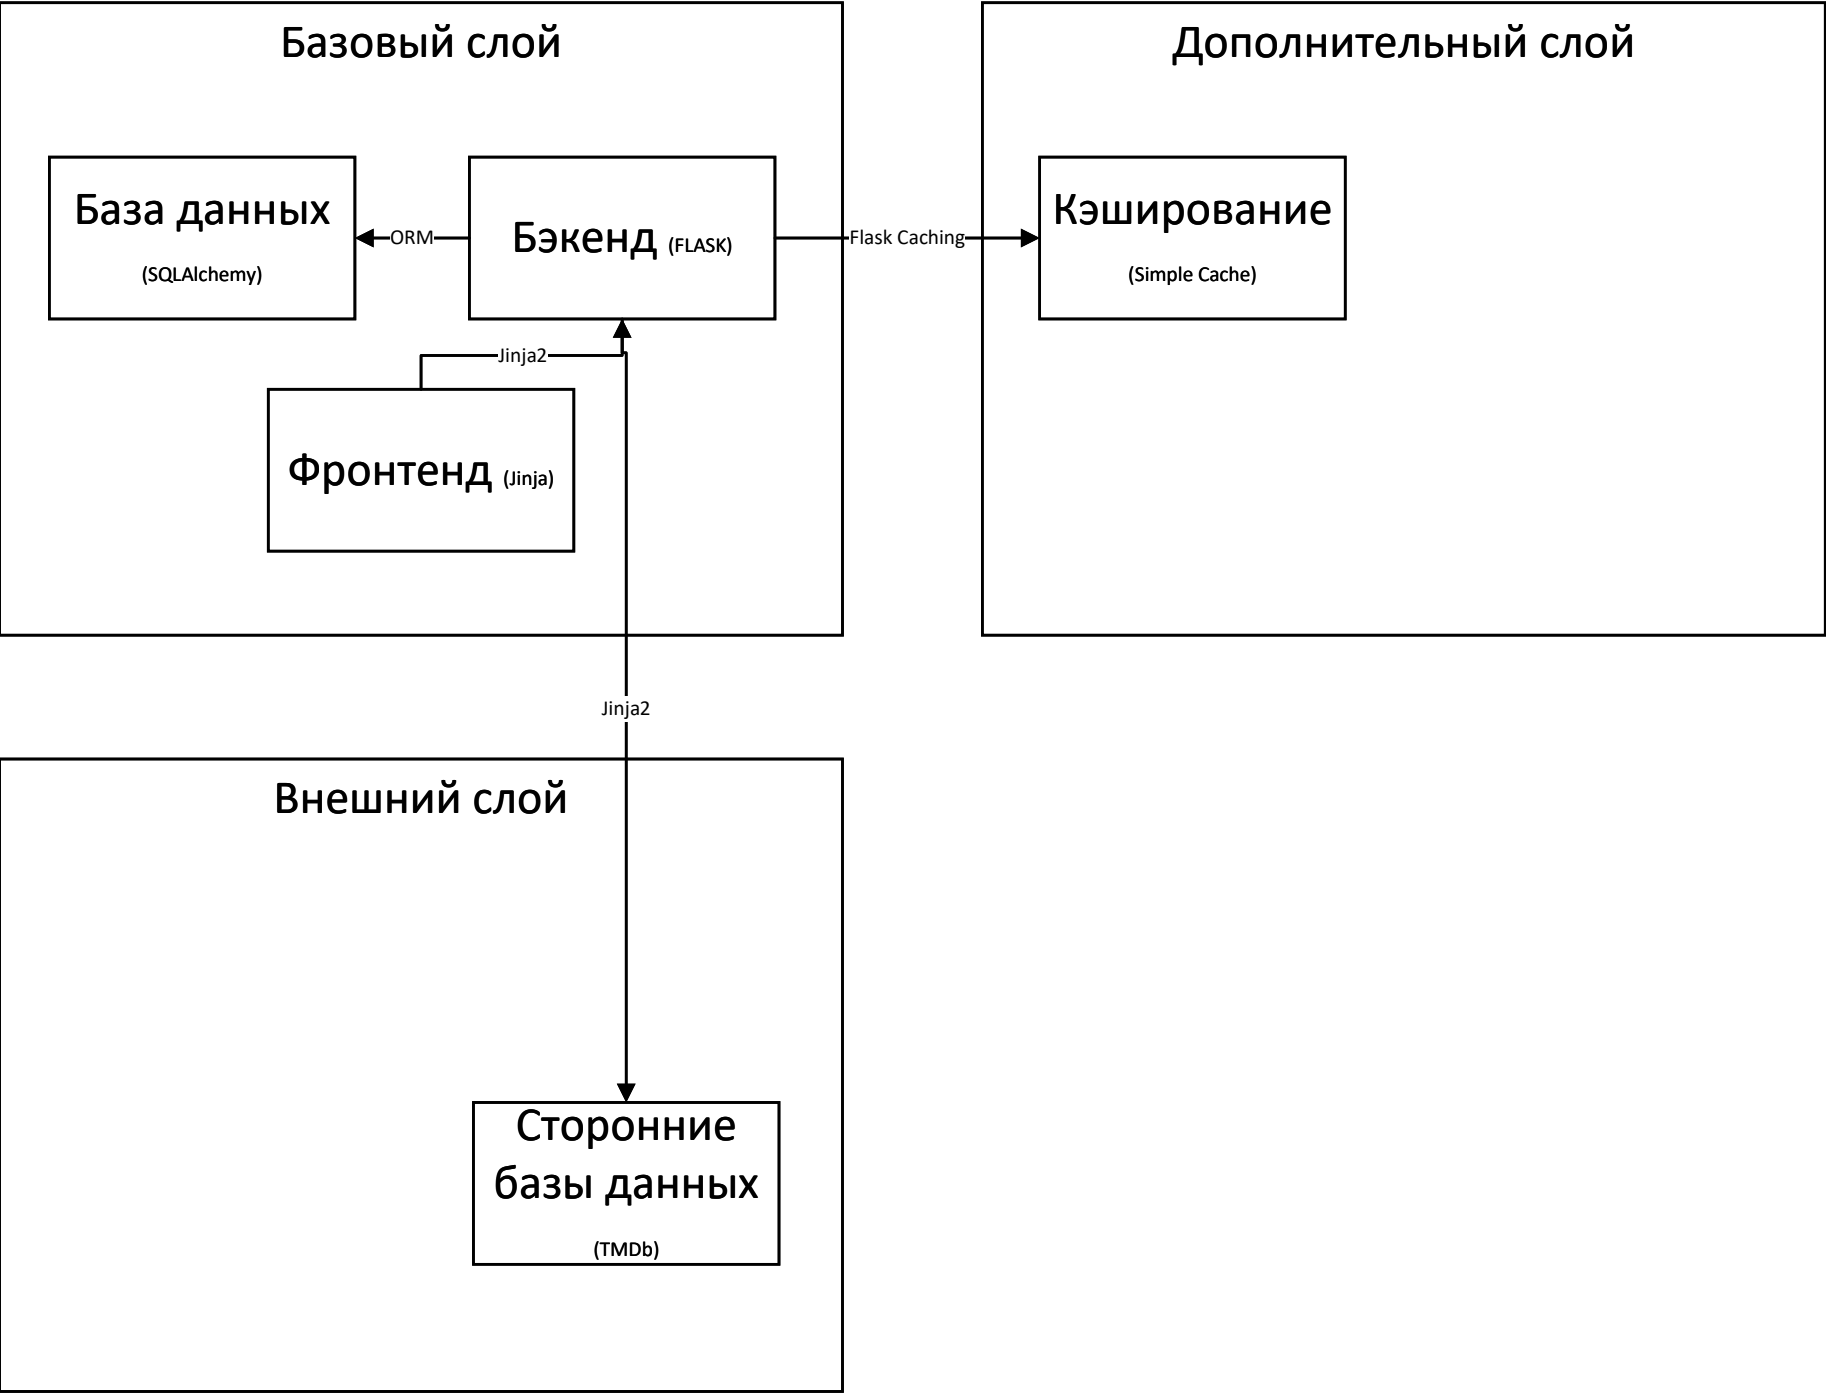 Базовый слой
Дополнительный слой
База данных
(SQLAlchemy)
ORM
Бэкенд (FLASK)
Flask Caching
Кэширование
(Simple Cache)
Jinja2
Фронтенд (Jinja)
Jinja2
Внешний слой
Сторонние
базы данных
(TMDb)